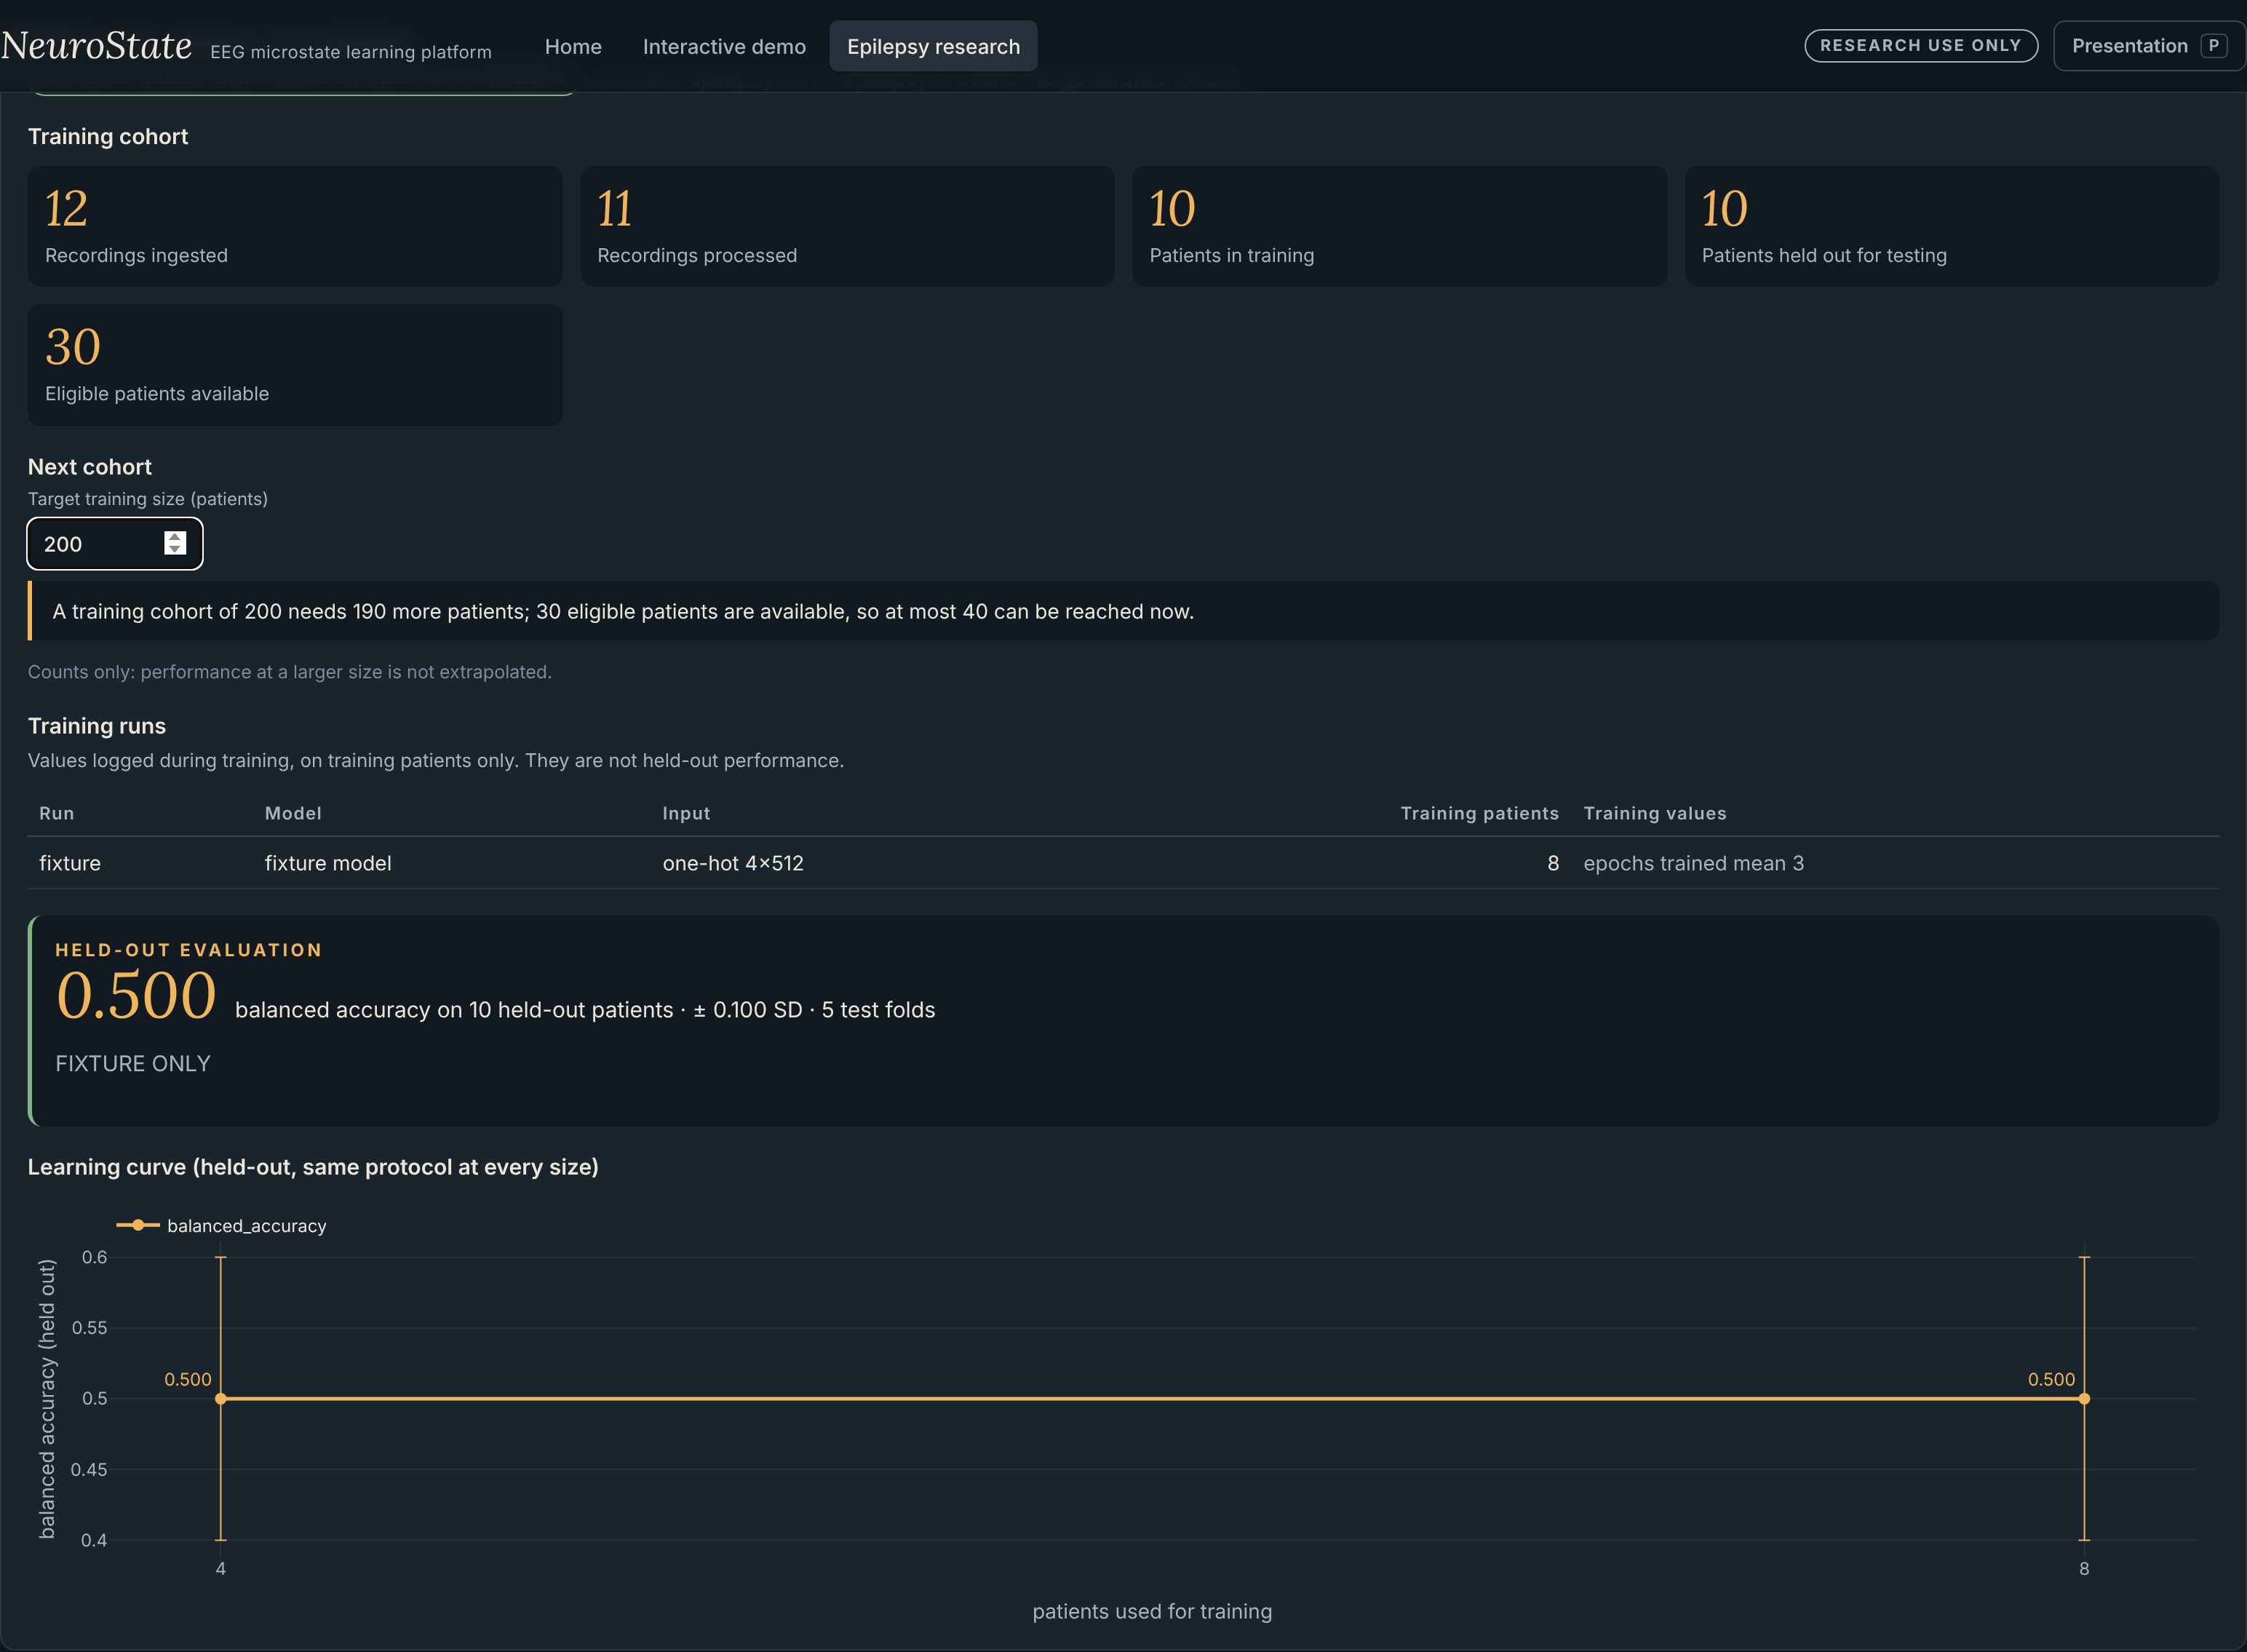 NeuroState EEG microstate learning platform Home Interactive demo Epilepsy research RESEARCH USE ONLY Presentation P
Training cohort
12
Recordings ingested
11
Recordings processed
10
Patients in training
10
Patients held out for testing
30
Eligible patients available
Next cohort
Target training size (patients)
200
A training cohort of 200 needs 190 more patients; 30 eligible patients are available, so at most 40 can be reached now.
Counts only: performance at a larger size is not extrapolated.
Training runs
Values logged during training, on training patients only. They are not held-out performance.
Run Model Input Training patients Training values
fixture fixture model one-hot 4×512 8 epochs trained mean 3
HELD-OUT EVALUATION
0.500 balanced accuracy on 10 held-out patients · ± 0.100 SD · 5 test folds
FIXTURE ONLY
Learning curve (held-out, same protocol at every size)
balanced_accuracy
balanced accuracy (held out)
0.6
0.55
0.500 0.500
0.5
0.45
0.4
4 8
patients used for training